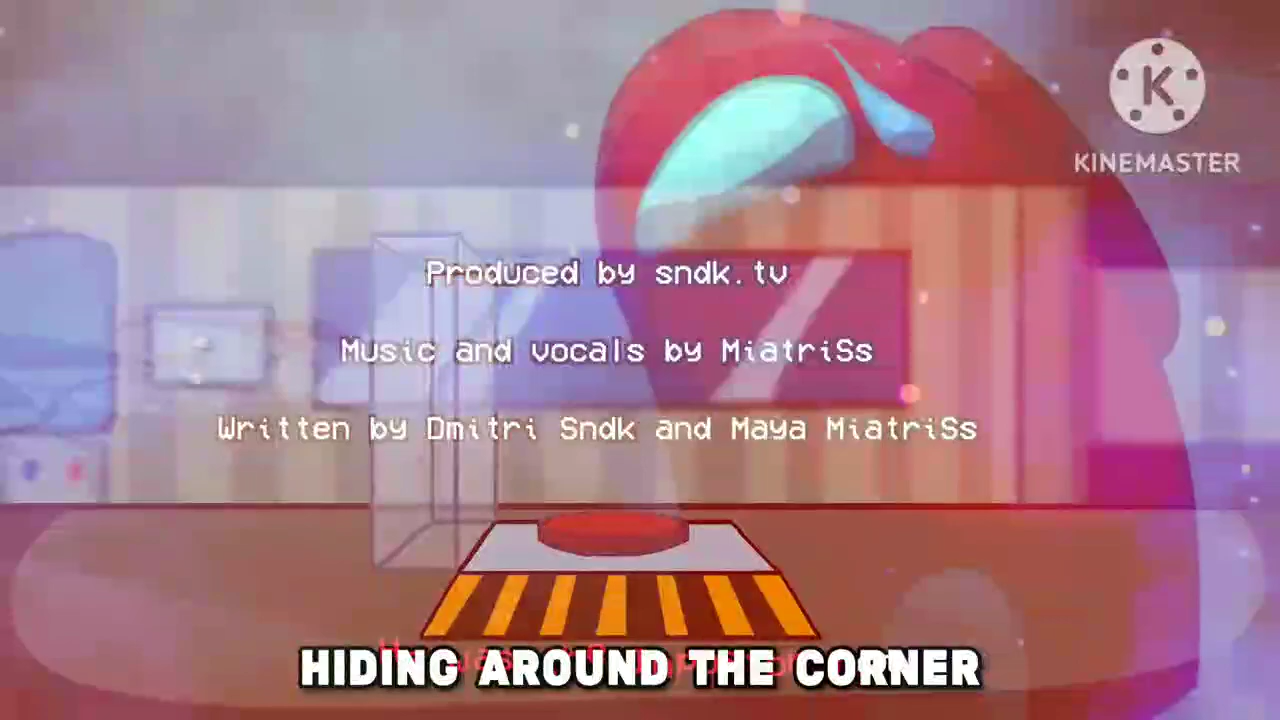 KINEMASTER
Produced by sndk.tv
Music and vocals by MiatriSs
Written by Dmitri Sndk and Maya MiatriSs
HIDING AROUND THE CORNER